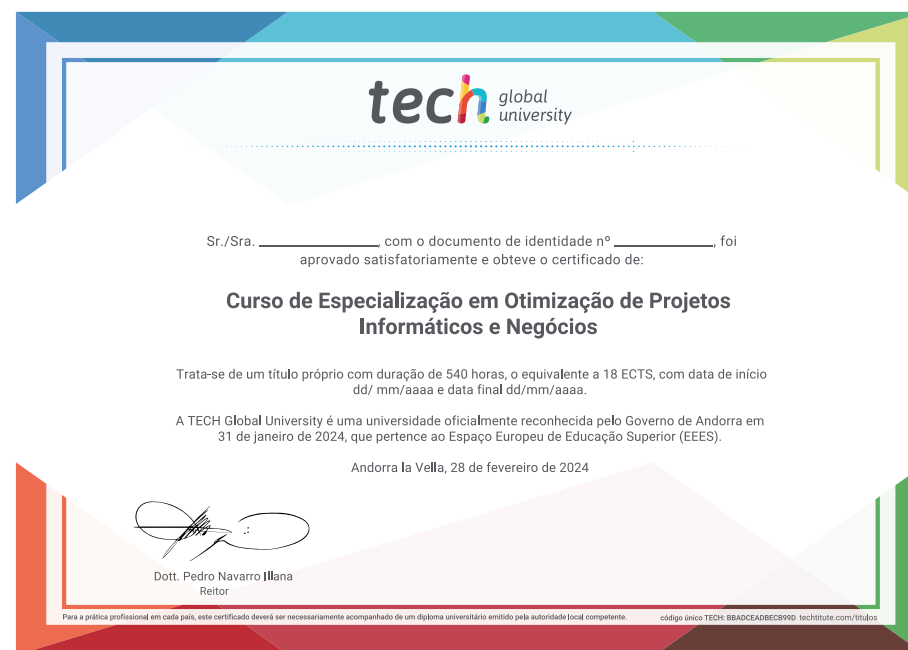 tech global university
Sr./Sra. ________________, com o documento de identidade nº ______________, foi
aprovado satisfatoriamente e obteve o certificado de:
Curso de Especialização em Otimização de Projetos
Informáticos e Negócios
Trata-se de um título próprio com duração de 540 horas, o equivalente a 18 ECTS, com data de início
dd/ mm/aaaa e data final dd/mm/aaaa.
A TECH Global University é uma universidade oficialmente reconhecida pelo Governo de Andorra em
31 de janeiro de 2024, que pertence ao Espaço Europeu de Educação Superior (EEES).
Andorra la Vella, 28 de fevereiro de 2024
Dott. Pedro Navarro Illana
Reitor
Para a prática profissional em cada país, este certificado deverá ser necessariamente acompanhado de um diploma universitário emitido pela autoridade local competente. código único TECH: BBADCEADBECB99D techtitute.com/titulos